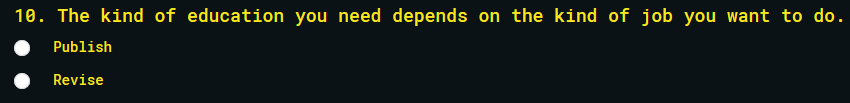 10. The kind of education you need depends on the kind of job you want to do.
Publish
Revise